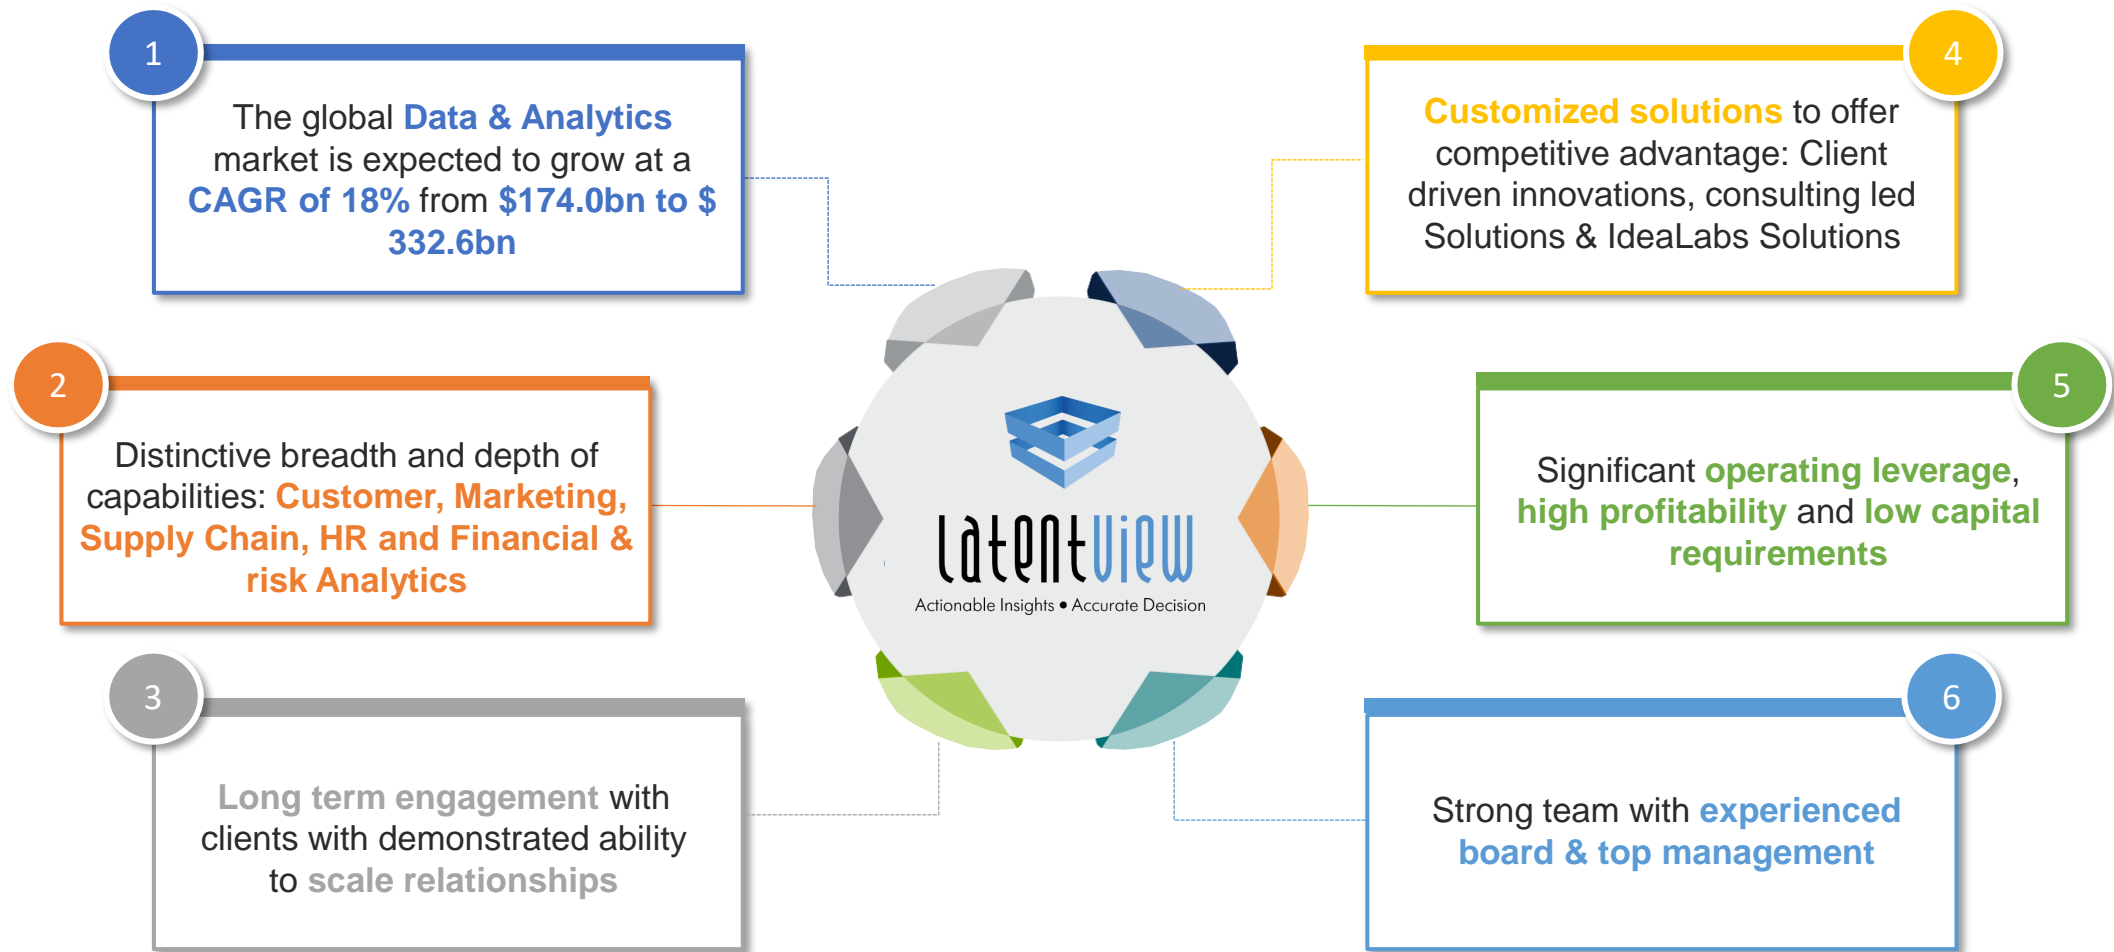 1
The global Data & Analytics
market is expected to grow at a
CAGR of 18% from $174.0bn to $
332.6bn
2
Distinctive breadth and depth of
capabilities: Customer, Marketing,
Supply Chain, HR and Financial &
risk Analytics
3
Long term engagement with
clients with demonstrated ability
to scale relationships
latentview
Actionable Insights • Accurate Decision
4
Customized solutions to offer
competitive advantage: Client
driven innovations, consulting led
Solutions & IdeaLabs Solutions
5
Significant operating leverage,
high profitability and low capital
requirements
6
Strong team with experienced
board & top management